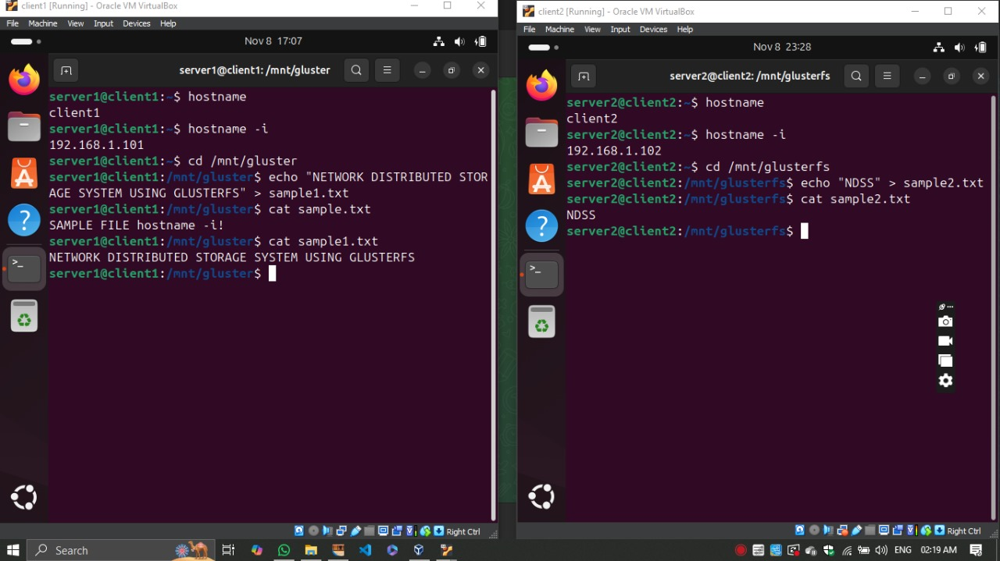 client1 [Running] - Oracle VM VirtualBox
File Machine View Input Devices Help
Nov 8 17:07
server1@client1: /mnt/gluster
server1@client1:~$ hostname
client1
server1@client1:~$ hostname -i
192.168.1.101
server1@client1:~$ cd /mnt/gluster
server1@client1:/mnt/gluster$ echo "NETWORK DISTRIBUTED STOR
AGE SYSTEM USING GLUSTERFS" > sample1.txt
server1@client1:/mnt/gluster$ cat sample.txt
SAMPLE FILE hostname -i!
server1@client1:/mnt/gluster$ cat sample1.txt
NETWORK DISTRIBUTED STORAGE SYSTEM USING GLUSTERFS
server1@client1:/mnt/gluster$
Right Ctrl
client2 [Running] - Oracle VM VirtualBox
File Machine View Input Devices Help
Nov 8 23:28
server2@client2: /mnt/glusterfs
server2@client2:~$ hostname
client2
server2@client2:~$ hostname -i
192.168.1.102
server2@client2:~$ cd /mnt/glusterfs
server2@client2:/mnt/glusterfs$ echo "NDSS" > sample2.txt
server2@client2:/mnt/glusterfs$ cat sample2.txt
NDSS
server2@client2:/mnt/glusterfs$
Right Ctrl
Search
ENG 02:19 AM